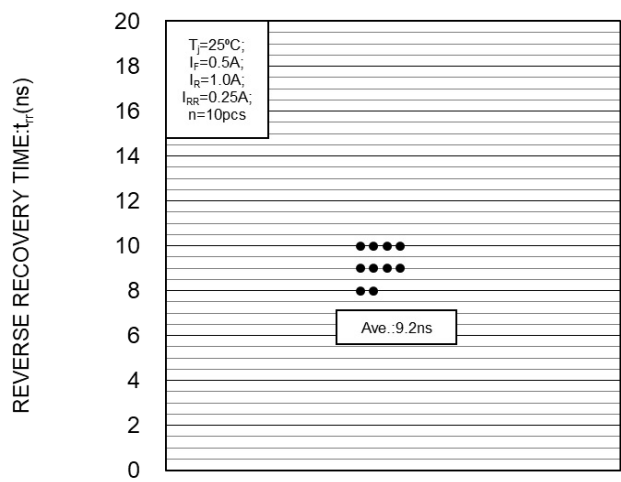 REVERSE RECOVERY TIME:trr(ns)
20
18
16
14
12
10
8
6
4
2
0
Tj=25°C;
IF=0.5A;
IR=1.0A;
IRR=0.25A;
n=10pcs
Ave.:9.2ns